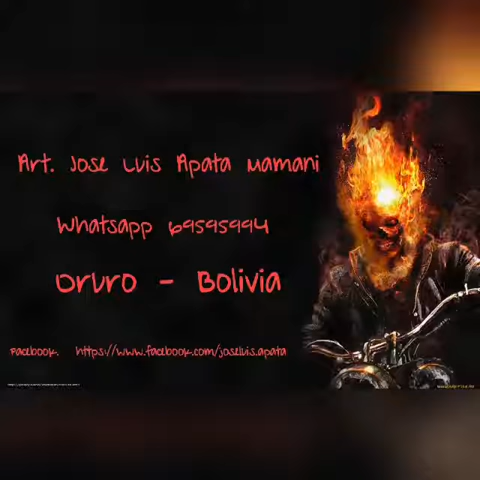 Art. Jose Luis Apata Mamani
Whatsapp 69595994
Oruro - Bolivia
Facebook. https://www.facebook.com/joseluis.apata